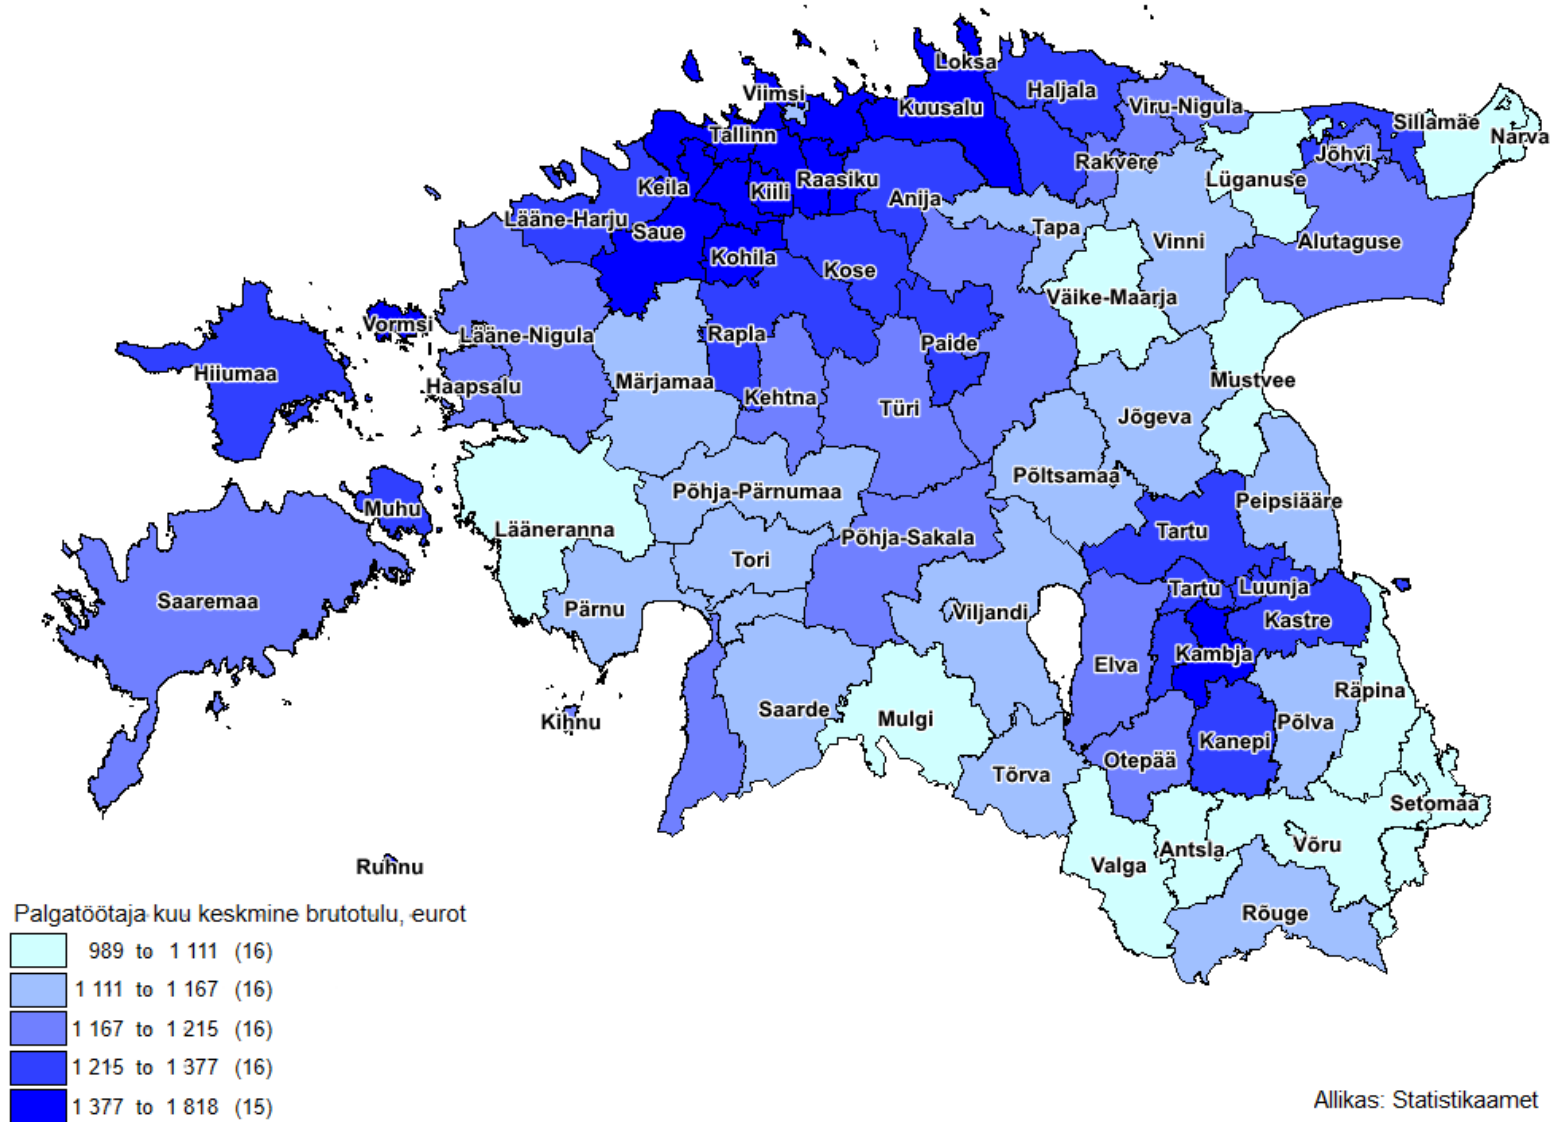 Loksa
Haljala
Viimsi
Kuusalu
Viru-Nigula
Tallinn
Sillamäe
Narva
Rakvere
Jõhvi
Keila
Kiili
Raasiku
Anija
Lüganuse
Lääne-Harju
Saue
Tapa
Vinni
Alutaguse
Kohila
Kose
Väike-Maarja
Vormsi
Lääne-Nigula
Rapla
Paide
Hiiumaa
Haapsalu
Märjamaa
Kehtna
Türi
Mustvee
Jõgeva
Põltsamaa
Põhja-Pärnumaa
Peipsiääre
Muhu
Lääneranna
Põhja-Sakala
Tartu
Tori
Saaremaa
Pärnu
Viljandi
Tartu
Luunja
Kastre
Elva
Kambja
Räpina
Kihnu
Saarde
Mulgi
Põlva
Kanepi
Otepää
Tõrva
Setomaa
Ruhnu
Valga
Antsla
Võru
Rõuge
Palgatöötaja kuu keskmine brutotulu, eurot
989 to 1 111 (16)
1 111 to 1 167 (16)
1 167 to 1 215 (16)
1 215 to 1 377 (16)
1 377 to 1 818 (15)
Allikas: Statistikaamet